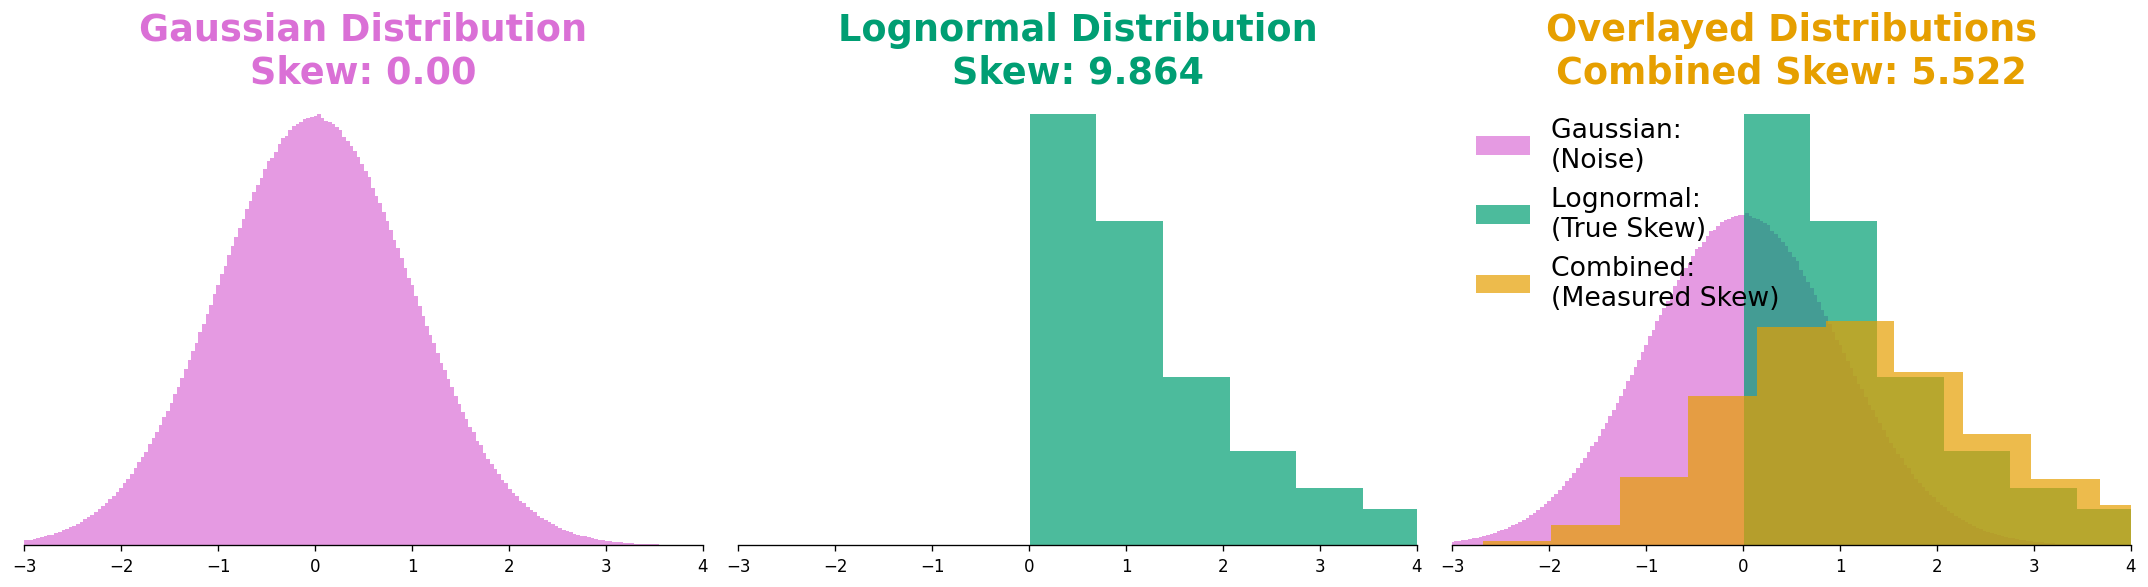 Gaussian Distribution
Skew: 0.00
−3 −2 −1 0 1 2 3 4
Lognormal Distribution
Skew: 9.864
−3 −2 −1 0 1 2 3 4
Overlayed Distributions
Combined Skew: 5.522
Gaussian:
(Noise)
Lognormal:
(True Skew)
Combined:
(Measured Skew)
−3 −2 −1 0 1 2 3 4